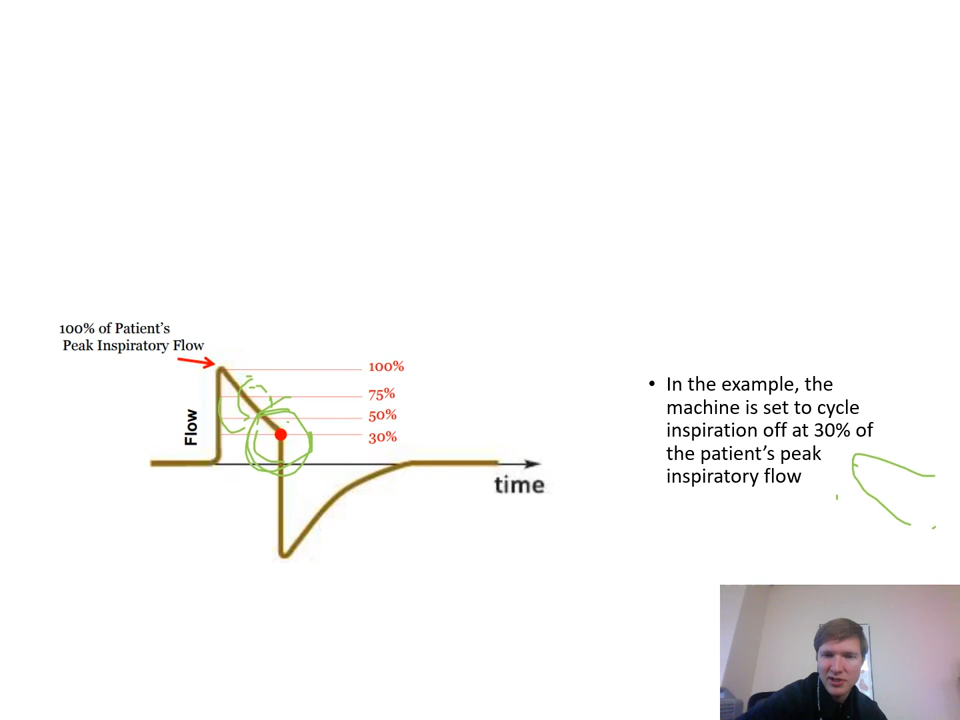 100% of Patient's
Peak Inspiratory Flow
100%
75%
50%
30%
Flow
time
• In the example, the
machine is set to cycle
inspiration off at 30% of
the patient's peak
inspiratory flow